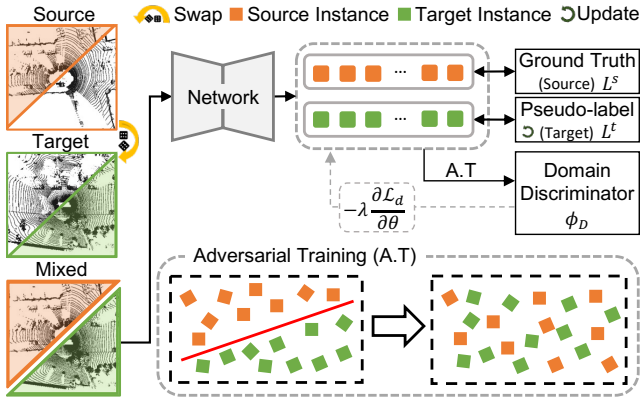 Source
Swap
Source Instance
Target Instance
Update
Network
...
...
Ground Truth
(Source) L^s
Pseudo-label
(Target) L^t
Target
A.T
Domain
Discriminator
ϕ_D
−λ ∂ℒ_d/∂θ
Mixed
Adversarial Training (A.T)